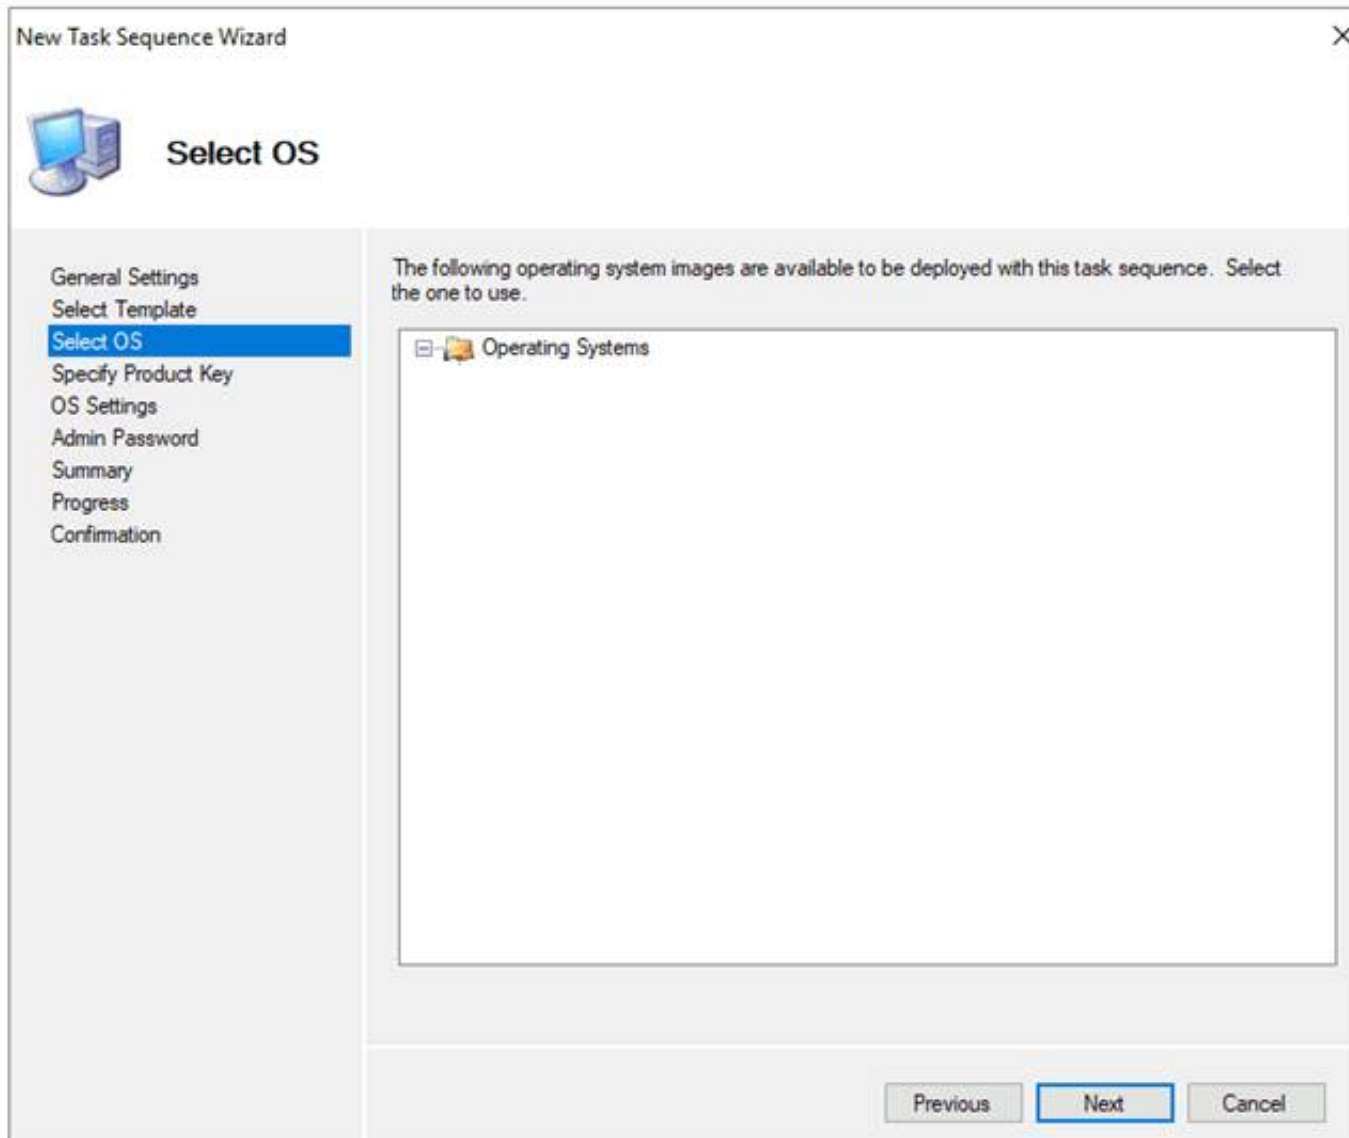 New Task Sequence Wizard
Select OS
General Settings
Select Template
Select OS
Specify Product Key
OS Settings
Admin Password
Summary
Progress
Confirmation
The following operating system images are available to be deployed with this task sequence.  Select
the one to use.
Operating Systems
Previous
Next
Cancel